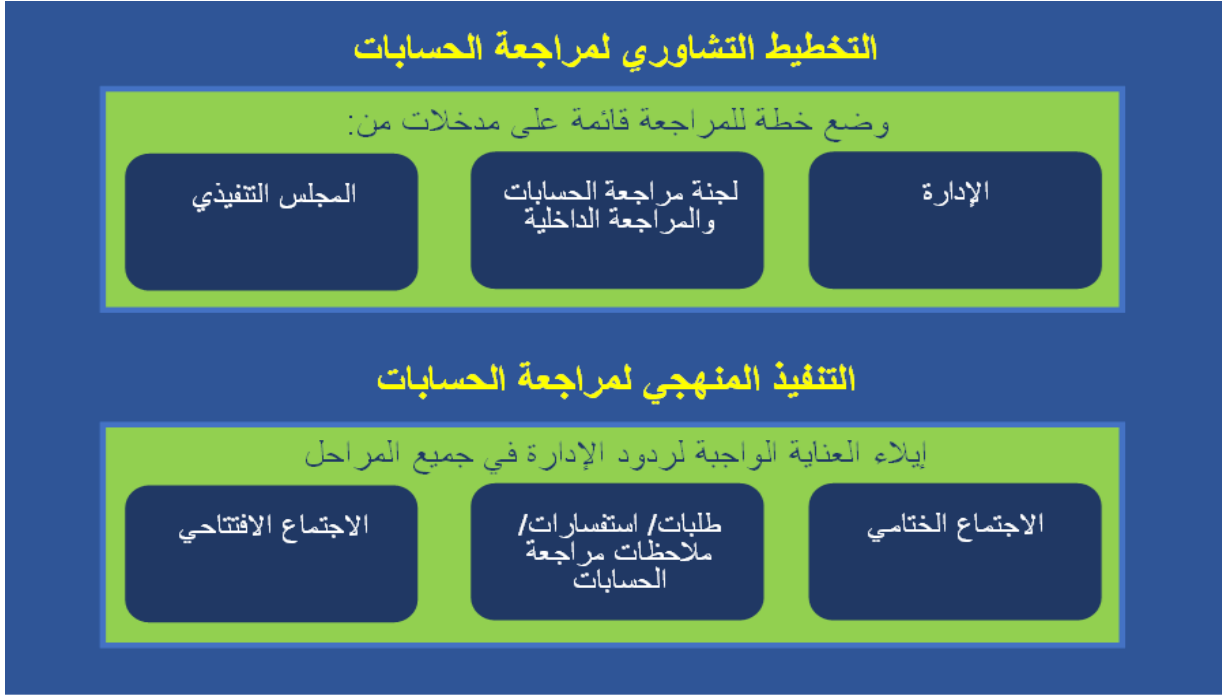 التخطيط التشاوري لمراجعة الحسابات
وضع خطة للمراجعة قائمة على مدخلات من:
الإدارة
لجنة مراجعة الحسابات
والمراجعة الداخلية
المجلس التنفيذي
التنفيذ المنهجي لمراجعة الحسابات
إيلاء العناية الواجبة لردود الإدارة في جميع المراحل
الاجتماع الختامي
طلبات/ استفسارات/
ملاحظات مراجعة
الحسابات
الاجتماع الافتتاحي